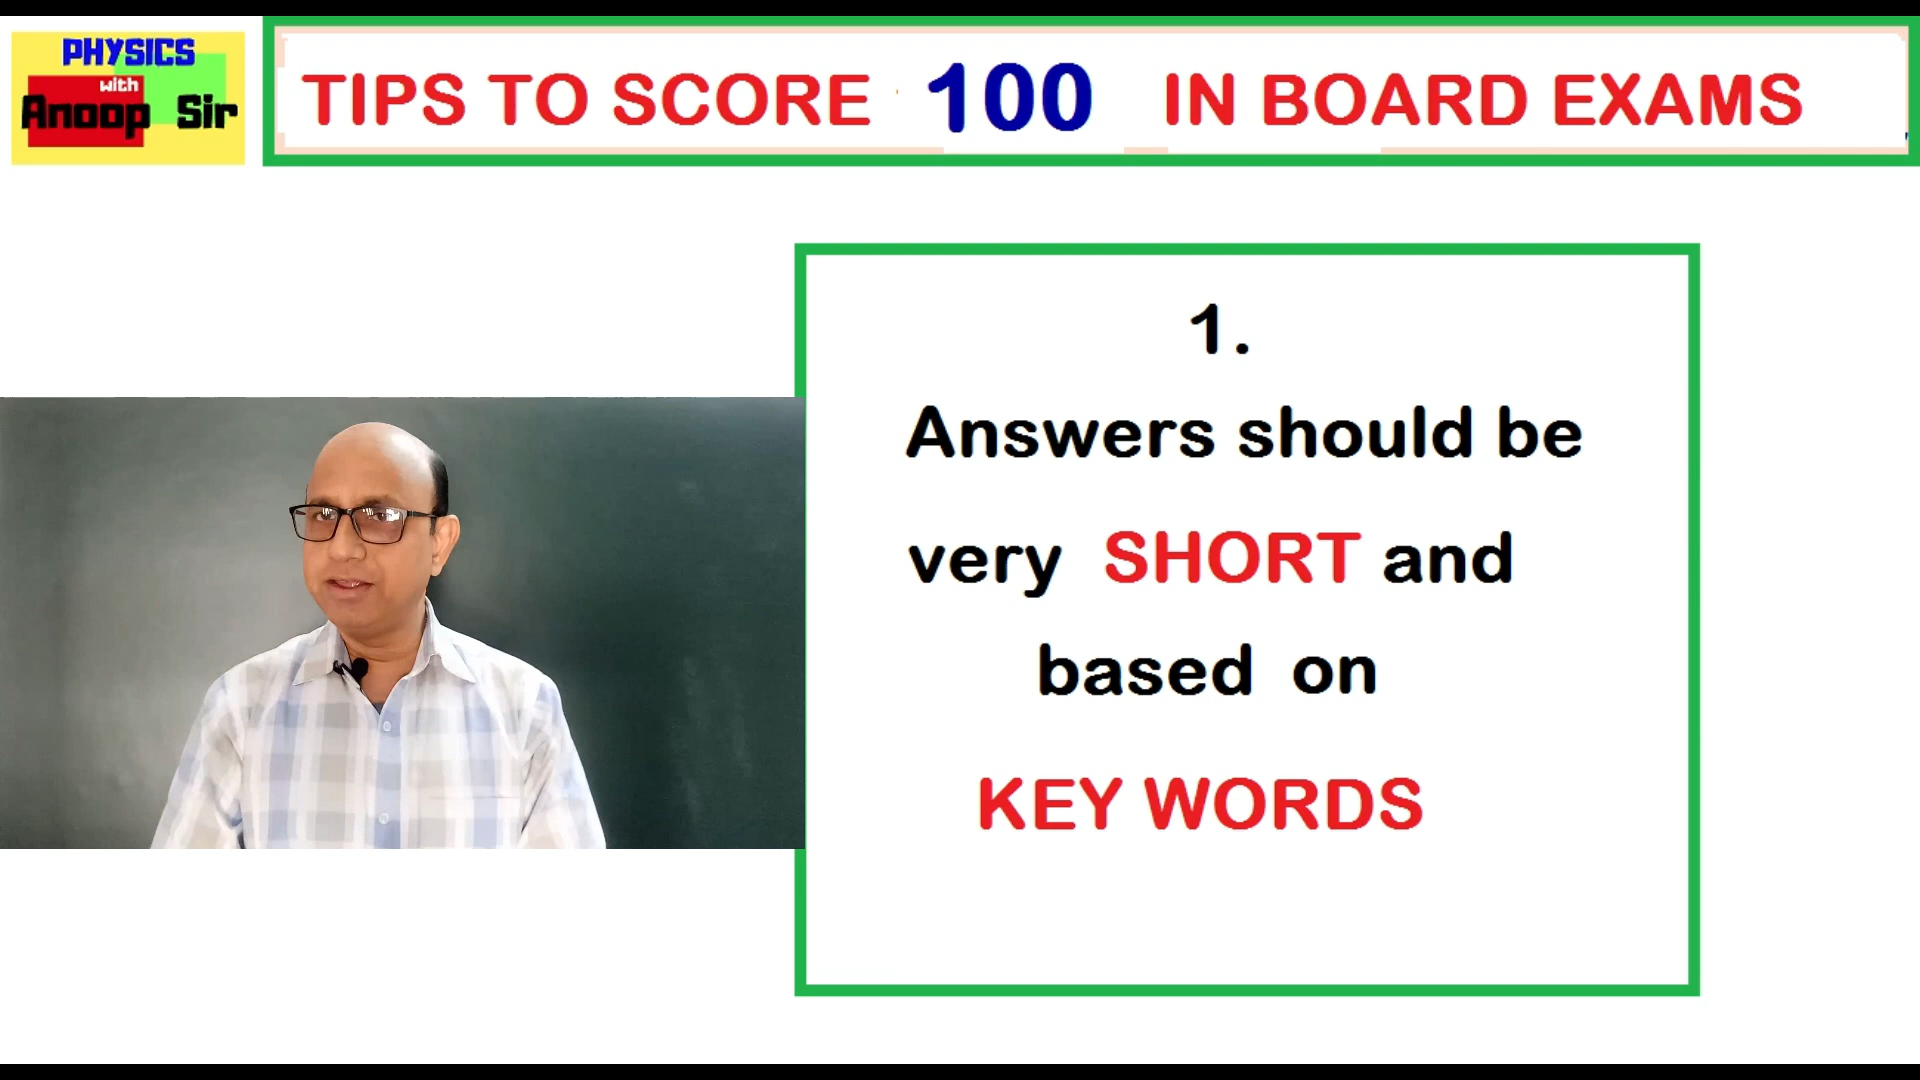 PHYSICS
with
Anoop Sir
TIPS TO SCORE 100 IN BOARD EXAMS
1.
Answers should be
very SHORT and
based on
KEY WORDS